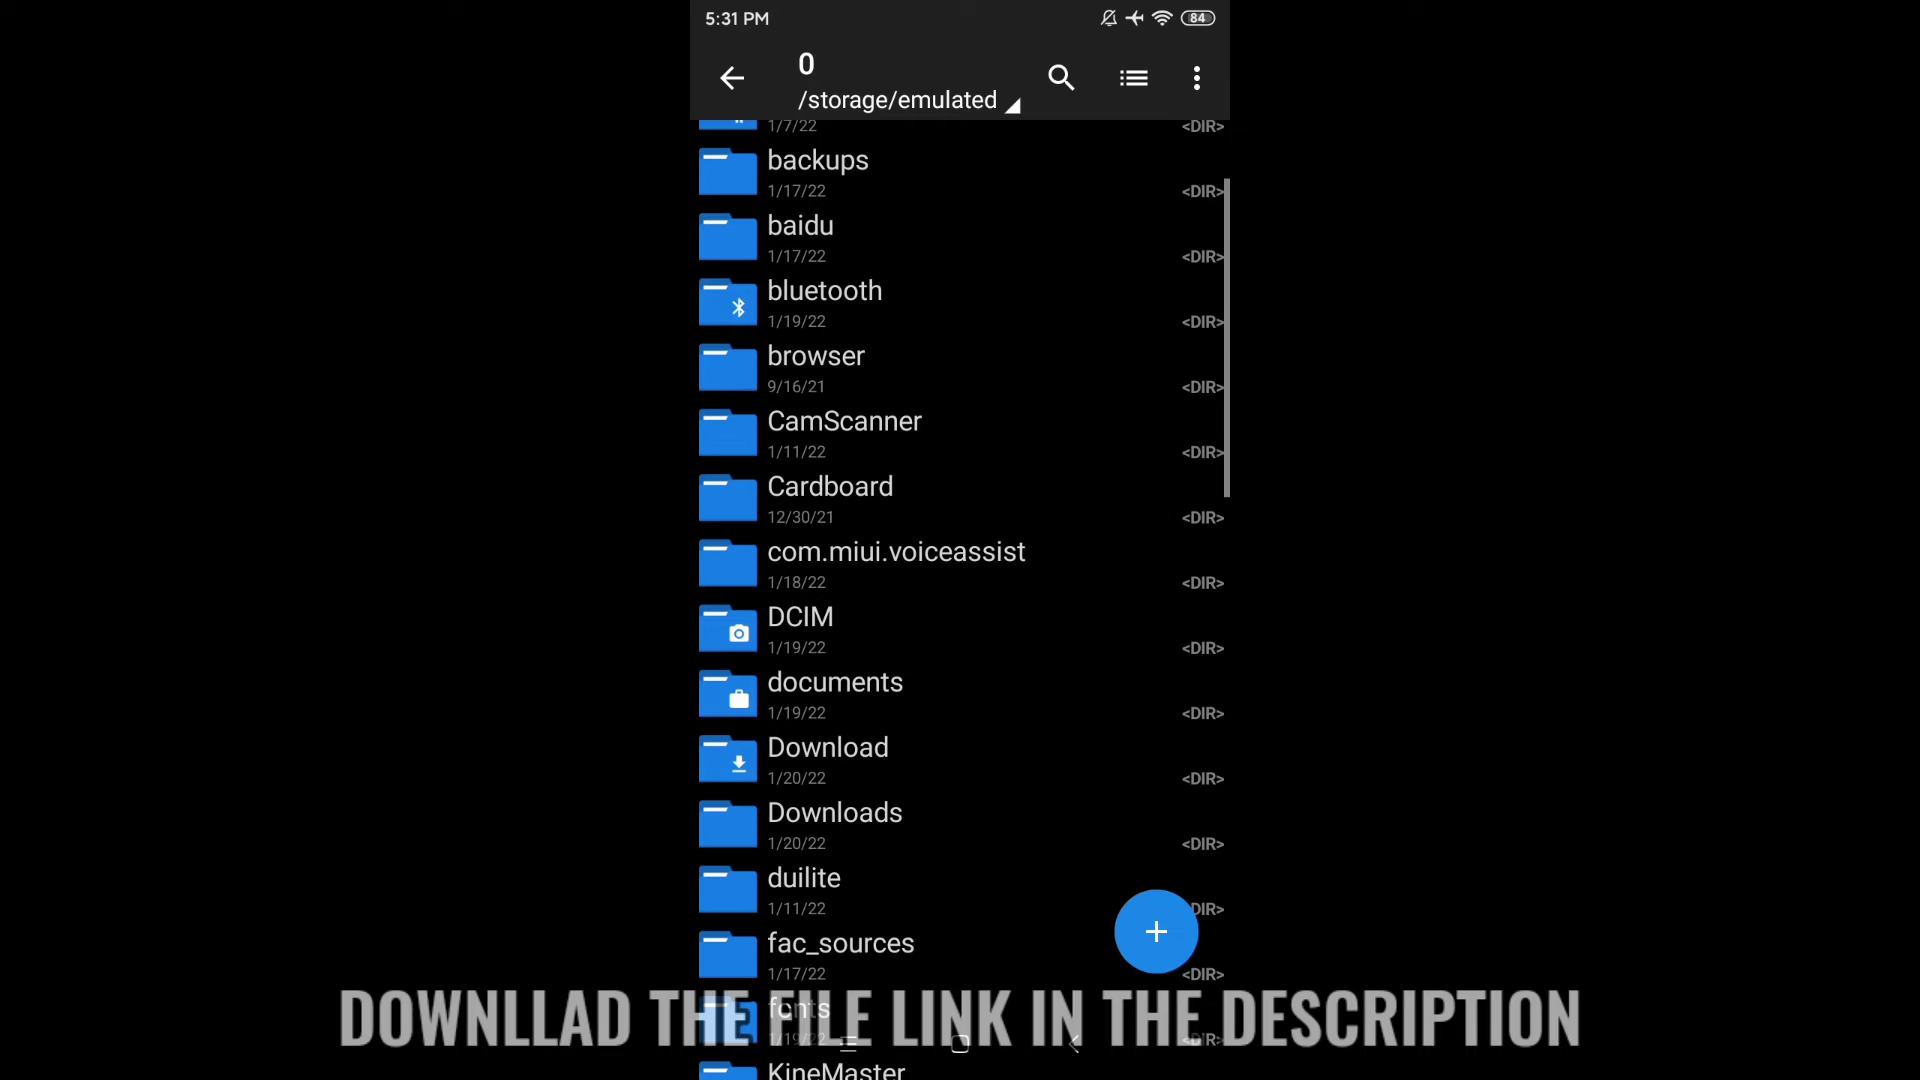 5:31 PM
84
0
/storage/emulated
1/7/22
<DIR>
backups
1/17/22
<DIR>
baidu
1/17/22
<DIR>
bluetooth
1/19/22
<DIR>
browser
9/16/21
<DIR>
CamScanner
1/11/22
<DIR>
Cardboard
12/30/21
<DIR>
com.miui.voiceassist
1/18/22
<DIR>
DCIM
1/19/22
<DIR>
documents
1/19/22
<DIR>
Download
1/20/22
<DIR>
Downloads
1/20/22
<DIR>
duilite
1/11/22
DIR>
fac_sources
1/17/22
<DIR>
fonts
1/19/22
DOWNLLAD THE FILE LINK IN THE DESCRIPTION
KineMaster